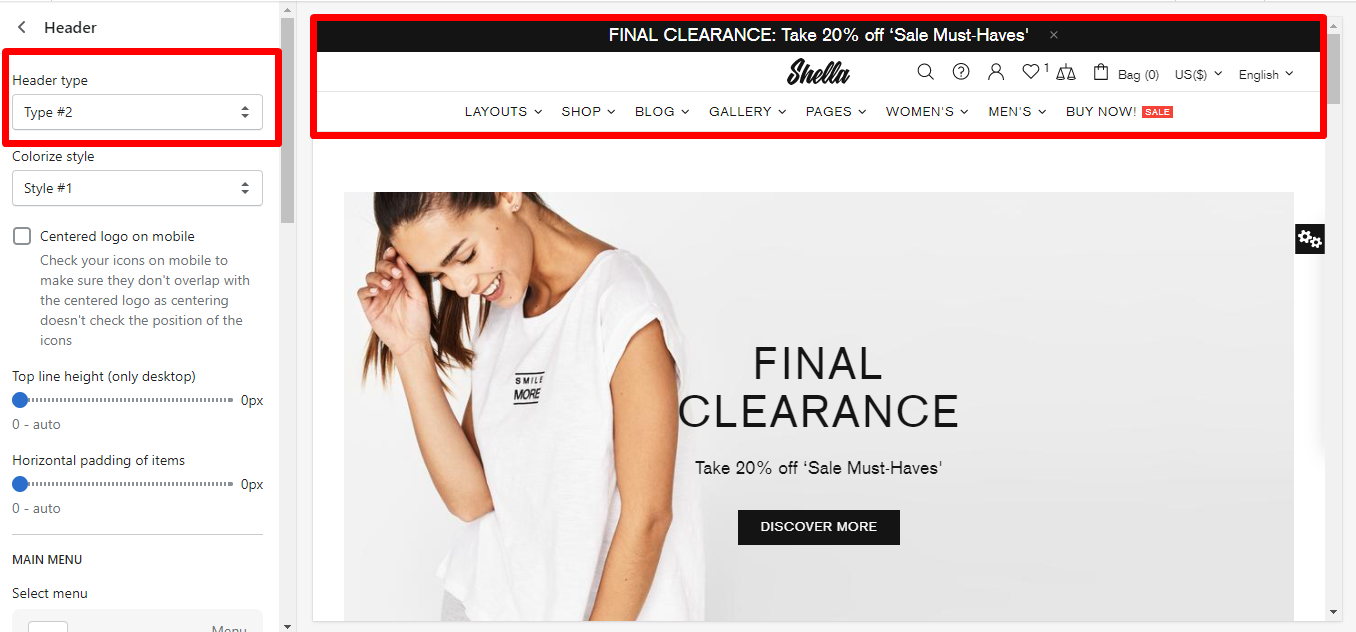 Header
Header type
Type #2
Colorize style
Style #1
Centered logo on mobile
Check your icons on mobile to
make sure they don't overlap with
the centered logo as centering
doesn't check the position of the
icons
Top line height (only desktop)
0px
0 - auto
Horizontal padding of items
0px
0 - auto
MAIN MENU
Select menu
Menu
FINAL CLEARANCE: Take 20% off ‘Sale Must-Haves' ×
Shella 1 Bag (0) US($) English
LAYOUTS SHOP BLOG GALLERY PAGES WOMEN'S MEN'S BUY NOW! SALE
SMILE
MORE
FINAL
CLEARANCE
Take 20% off ‘Sale Must-Haves'
DISCOVER MORE